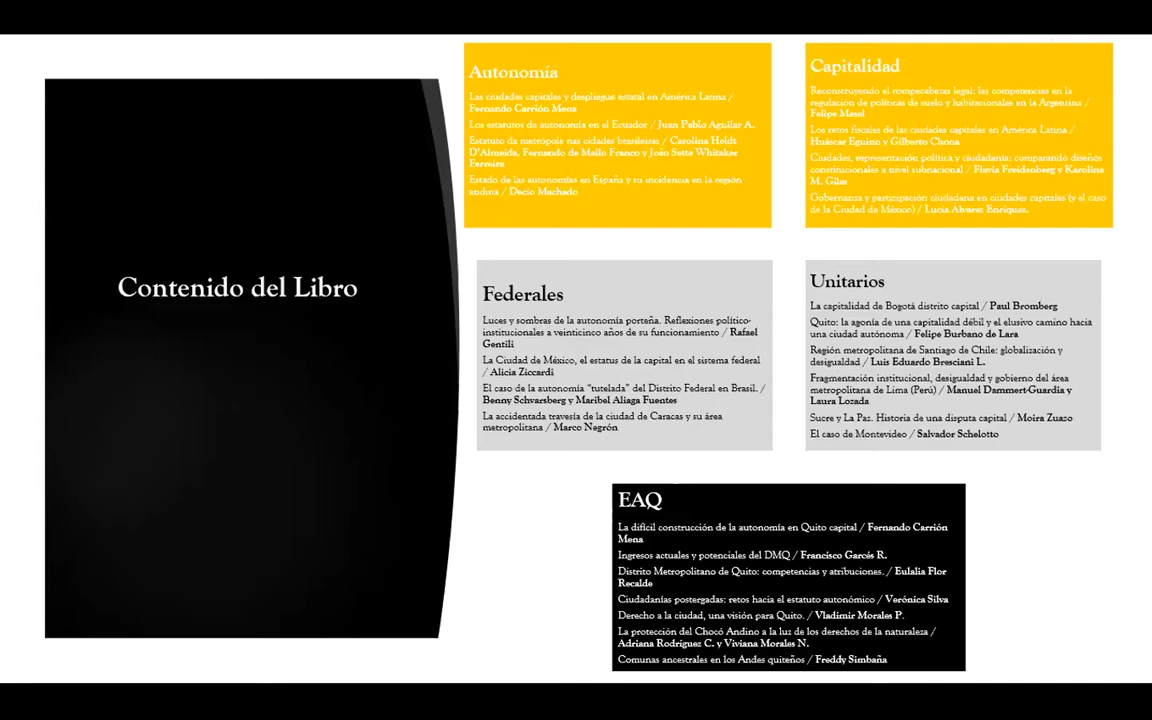 Contenido del Libro
Autonomía
Las ciudades capitales y despliegue estatal en América Latina /
Fernando Carrión Mena
Los estatutos de autonomía en el Ecuador / Juan Pablo Aguilar A.
Estatuto da metrópole nas cidades brasileiras / Carolina Heldt
D'Almeida, Fernando de Mello Franco y João Sette Whitaker
Ferreira
Estado de las autonomías en España y su incidencia en la región
andina / Decio Machado
Capitalidad
Reconstruyendo el rompecabezas legal: las competencias en la
regulación de políticas de suelo y habitacionales en la Argentina /
Felipe Mesel
Los retos fiscales de las ciudades capitales en América Latina /
Huáscar Eguino y Gilberto Chona
Ciudades, representación política y ciudadanía: comparando diseños
constitucionales a nivel subnacional / Flavia Freidenberg y Karolina
M. Gilas
Gobernanza y participación ciudadana en ciudades capitales (y el caso
de la Ciudad de México) / Lucía Álvarez Enríquez.
Federales
Luces y sombras de la autonomía porteña. Reflexiones político-
institucionales a veinticinco años de su funcionamiento / Rafael
Gentili
La Ciudad de México, el estatus de la capital en el sistema federal
/ Alicia Ziccardi
El caso de la autonomía "tutelada" del Distrito Federal en Brasil. /
Benny Schvarsberg y Maribel Aliaga Fuentes
La accidentada travesía de la ciudad de Caracas y su área
metropolitana / Marco Negrón
Unitarios
La capitalidad de Bogotá distrito capital / Paul Bromberg
Quito: la agonía de una capitalidad débil y el elusivo camino hacia
una ciudad autónoma / Felipe Burbano de Lara
Región metropolitana de Santiago de Chile: globalización y
desigualdad / Luis Eduardo Bresciani L.
Fragmentación institucional, desigualdad y gobierno del área
metropolitana de Lima (Perú) / Manuel Dammert-Guardia y
Laura Lozada
Sucre y La Paz. Historia de una disputa capital / Moira Zuazo
El caso de Montevideo / Salvador Schelotto
EAQ
La difícil construcción de la autonomía en Quito capital / Fernando Carrión
Mena
Ingresos actuales y potenciales del DMQ / Francisco Garcés R.
Distrito Metropolitano de Quito: competencias y atribuciones. / Eulalia Flor
Recalde
Ciudadanías postergadas: retos hacia el estatuto autonómico / Verónica Silva
Derecho a la ciudad, una visión para Quito. / Vladimir Morales P.
La protección del Chocó Andino a la luz de los derechos de la naturaleza /
Adriana Rodríguez C. y Viviana Morales N.
Comunas ancestrales en los Andes quiteños / Freddy Simbaña